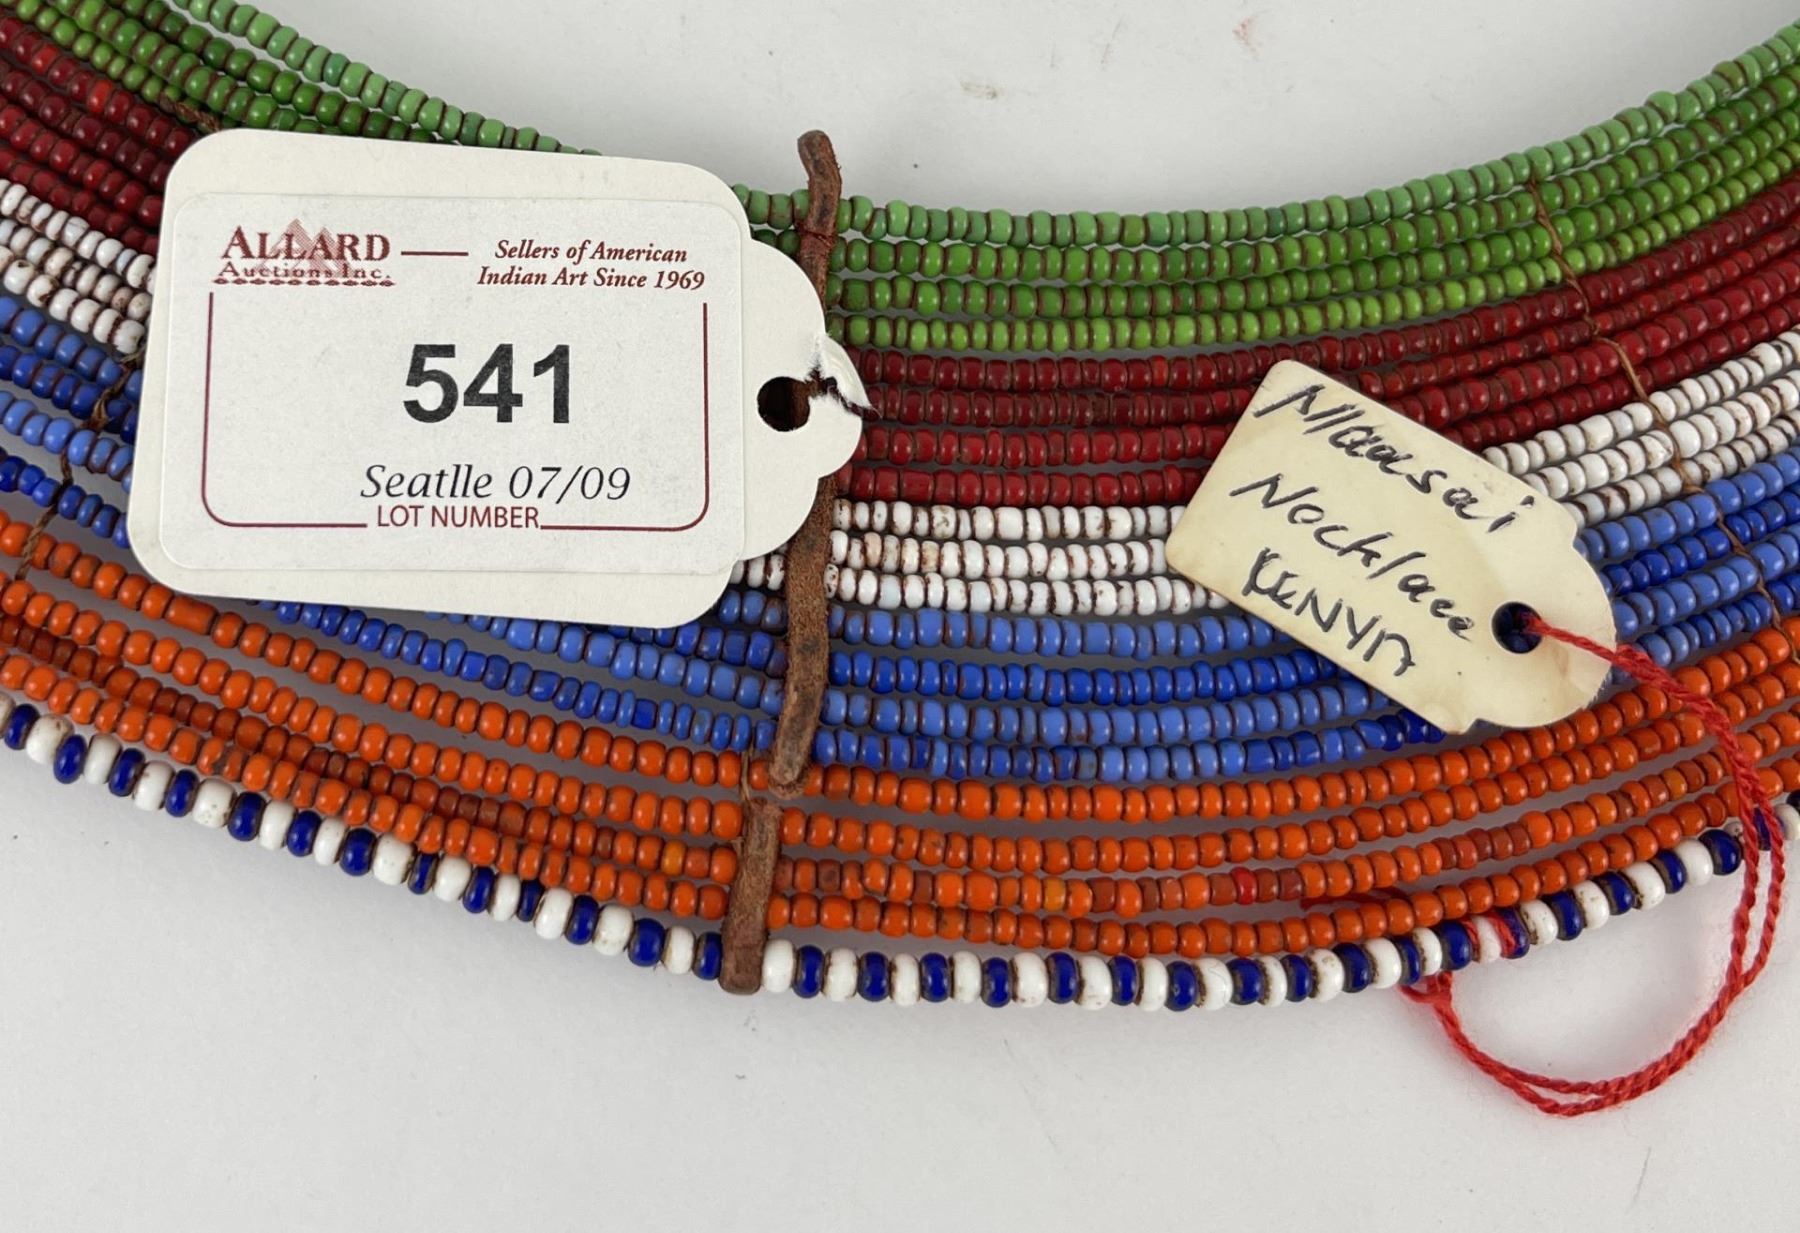 ALLARD
Auctions Inc.
Sellers of American
Indian Art Since 1969
541
Seatlle 07/09
LOT NUMBER
Maasai
Necklace
KENYA